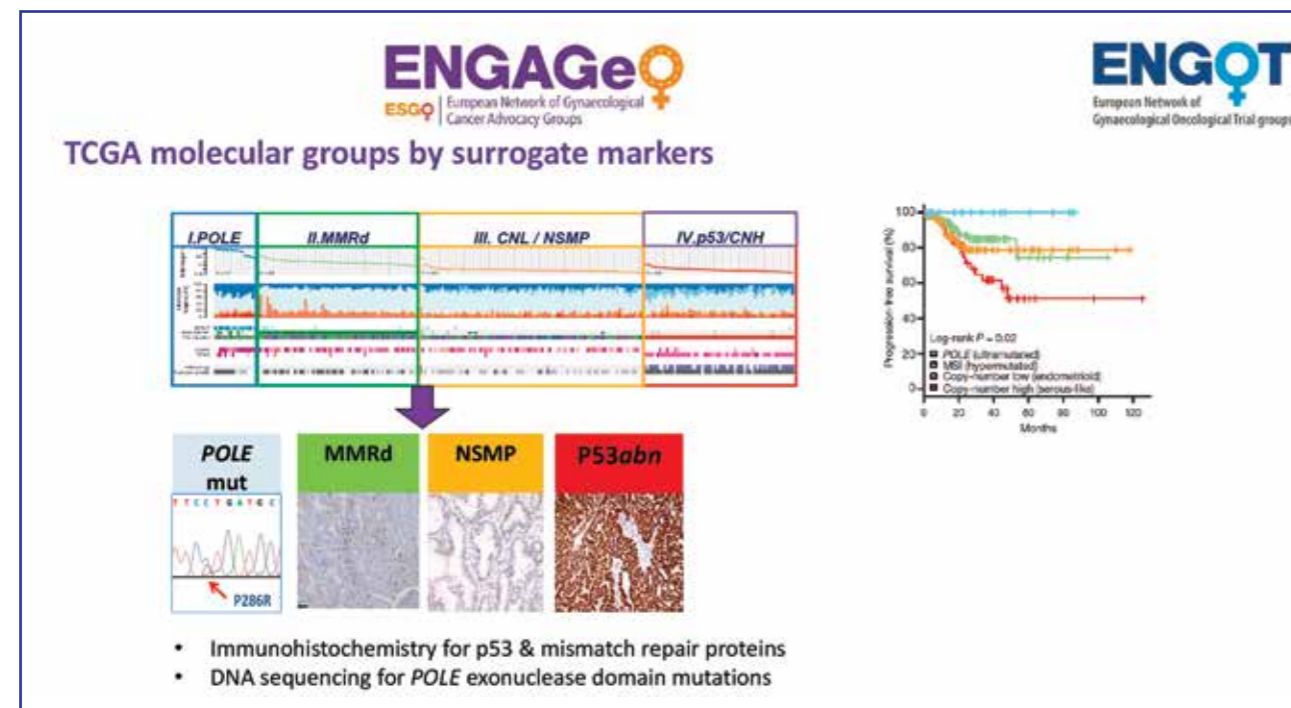 ENGAGe
ESGO European Network of Gynaecological
Cancer Advocacy Groups
ENGOT
European Network of
Gynaecological Oncological Trial groups
TCGA molecular groups by surrogate markers
I.POLE II.MMRd III. CNL / NSMP IV.p53/CNH
POLE
mut
MMRd
NSMP
P53abn
T T C C T G A T G C
P286R
Progression-free survival (%)
100
80
60
40
20
0
Log-rank P = 0.02
POLE (ultramutated)
MSI (hypermutated)
Copy-number low (endometrioid)
Copy-number high (serous-like)
0 20 40 60 80 100 120
Months
• Immunohistochemistry for p53 & mismatch repair proteins
• DNA sequencing for POLE exonuclease domain mutations